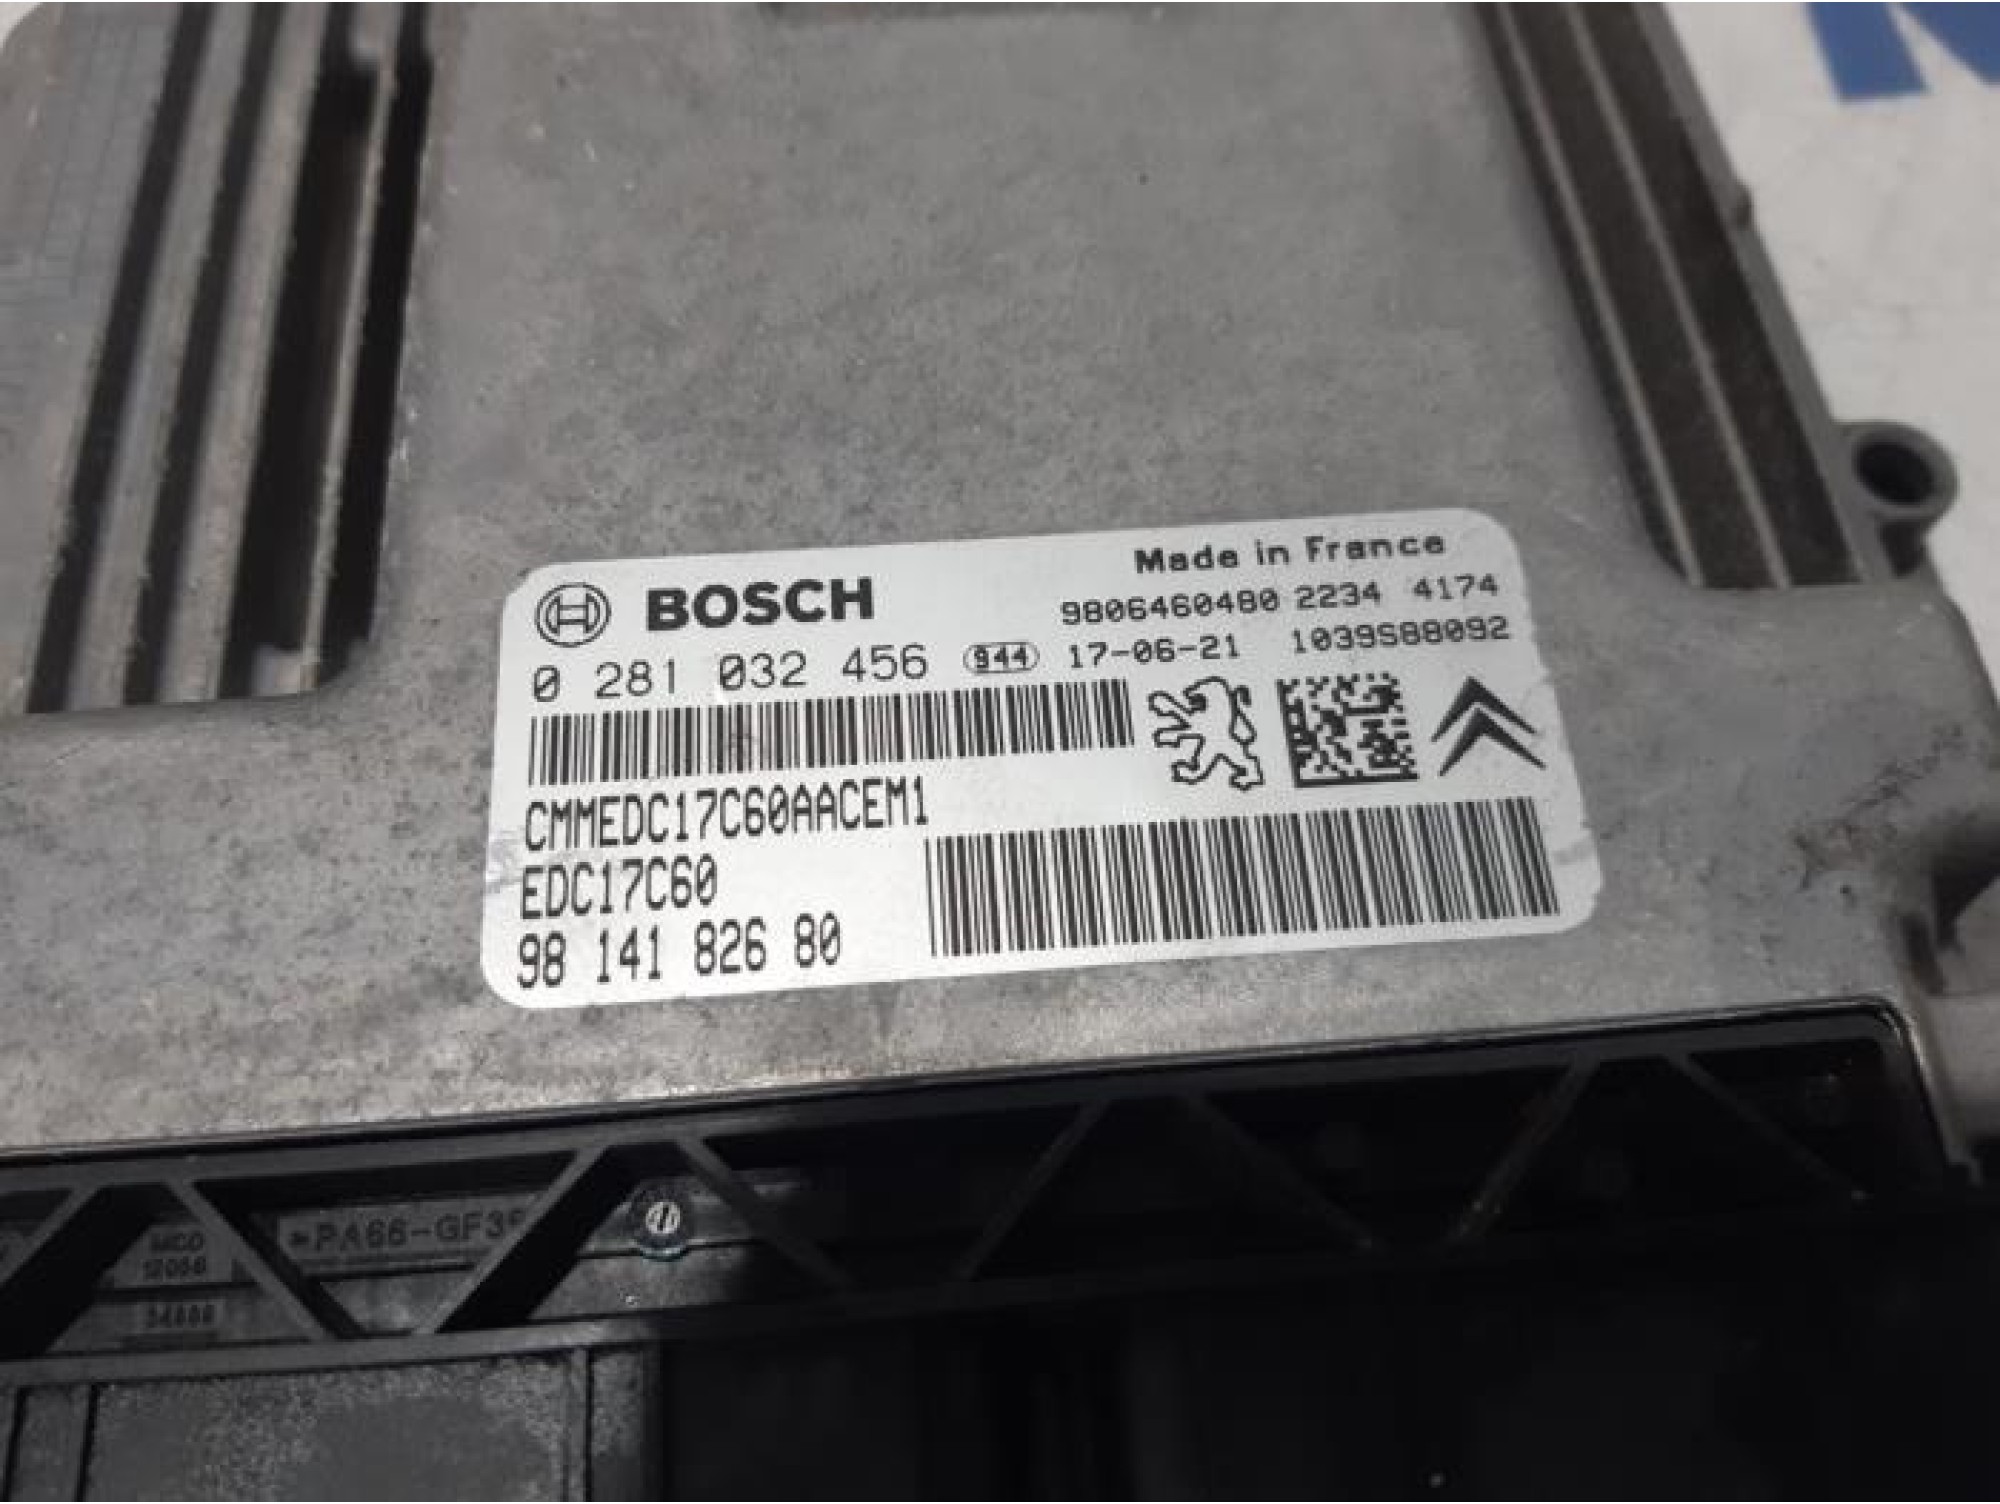 Made in France
BOSCH
9806460480 2234 4174
0 281 032 456 944 17-06-21 1039S88092
CMMEDC17C60AACEM1
EDC17C60
98 141 826 80
>PA66-GF35